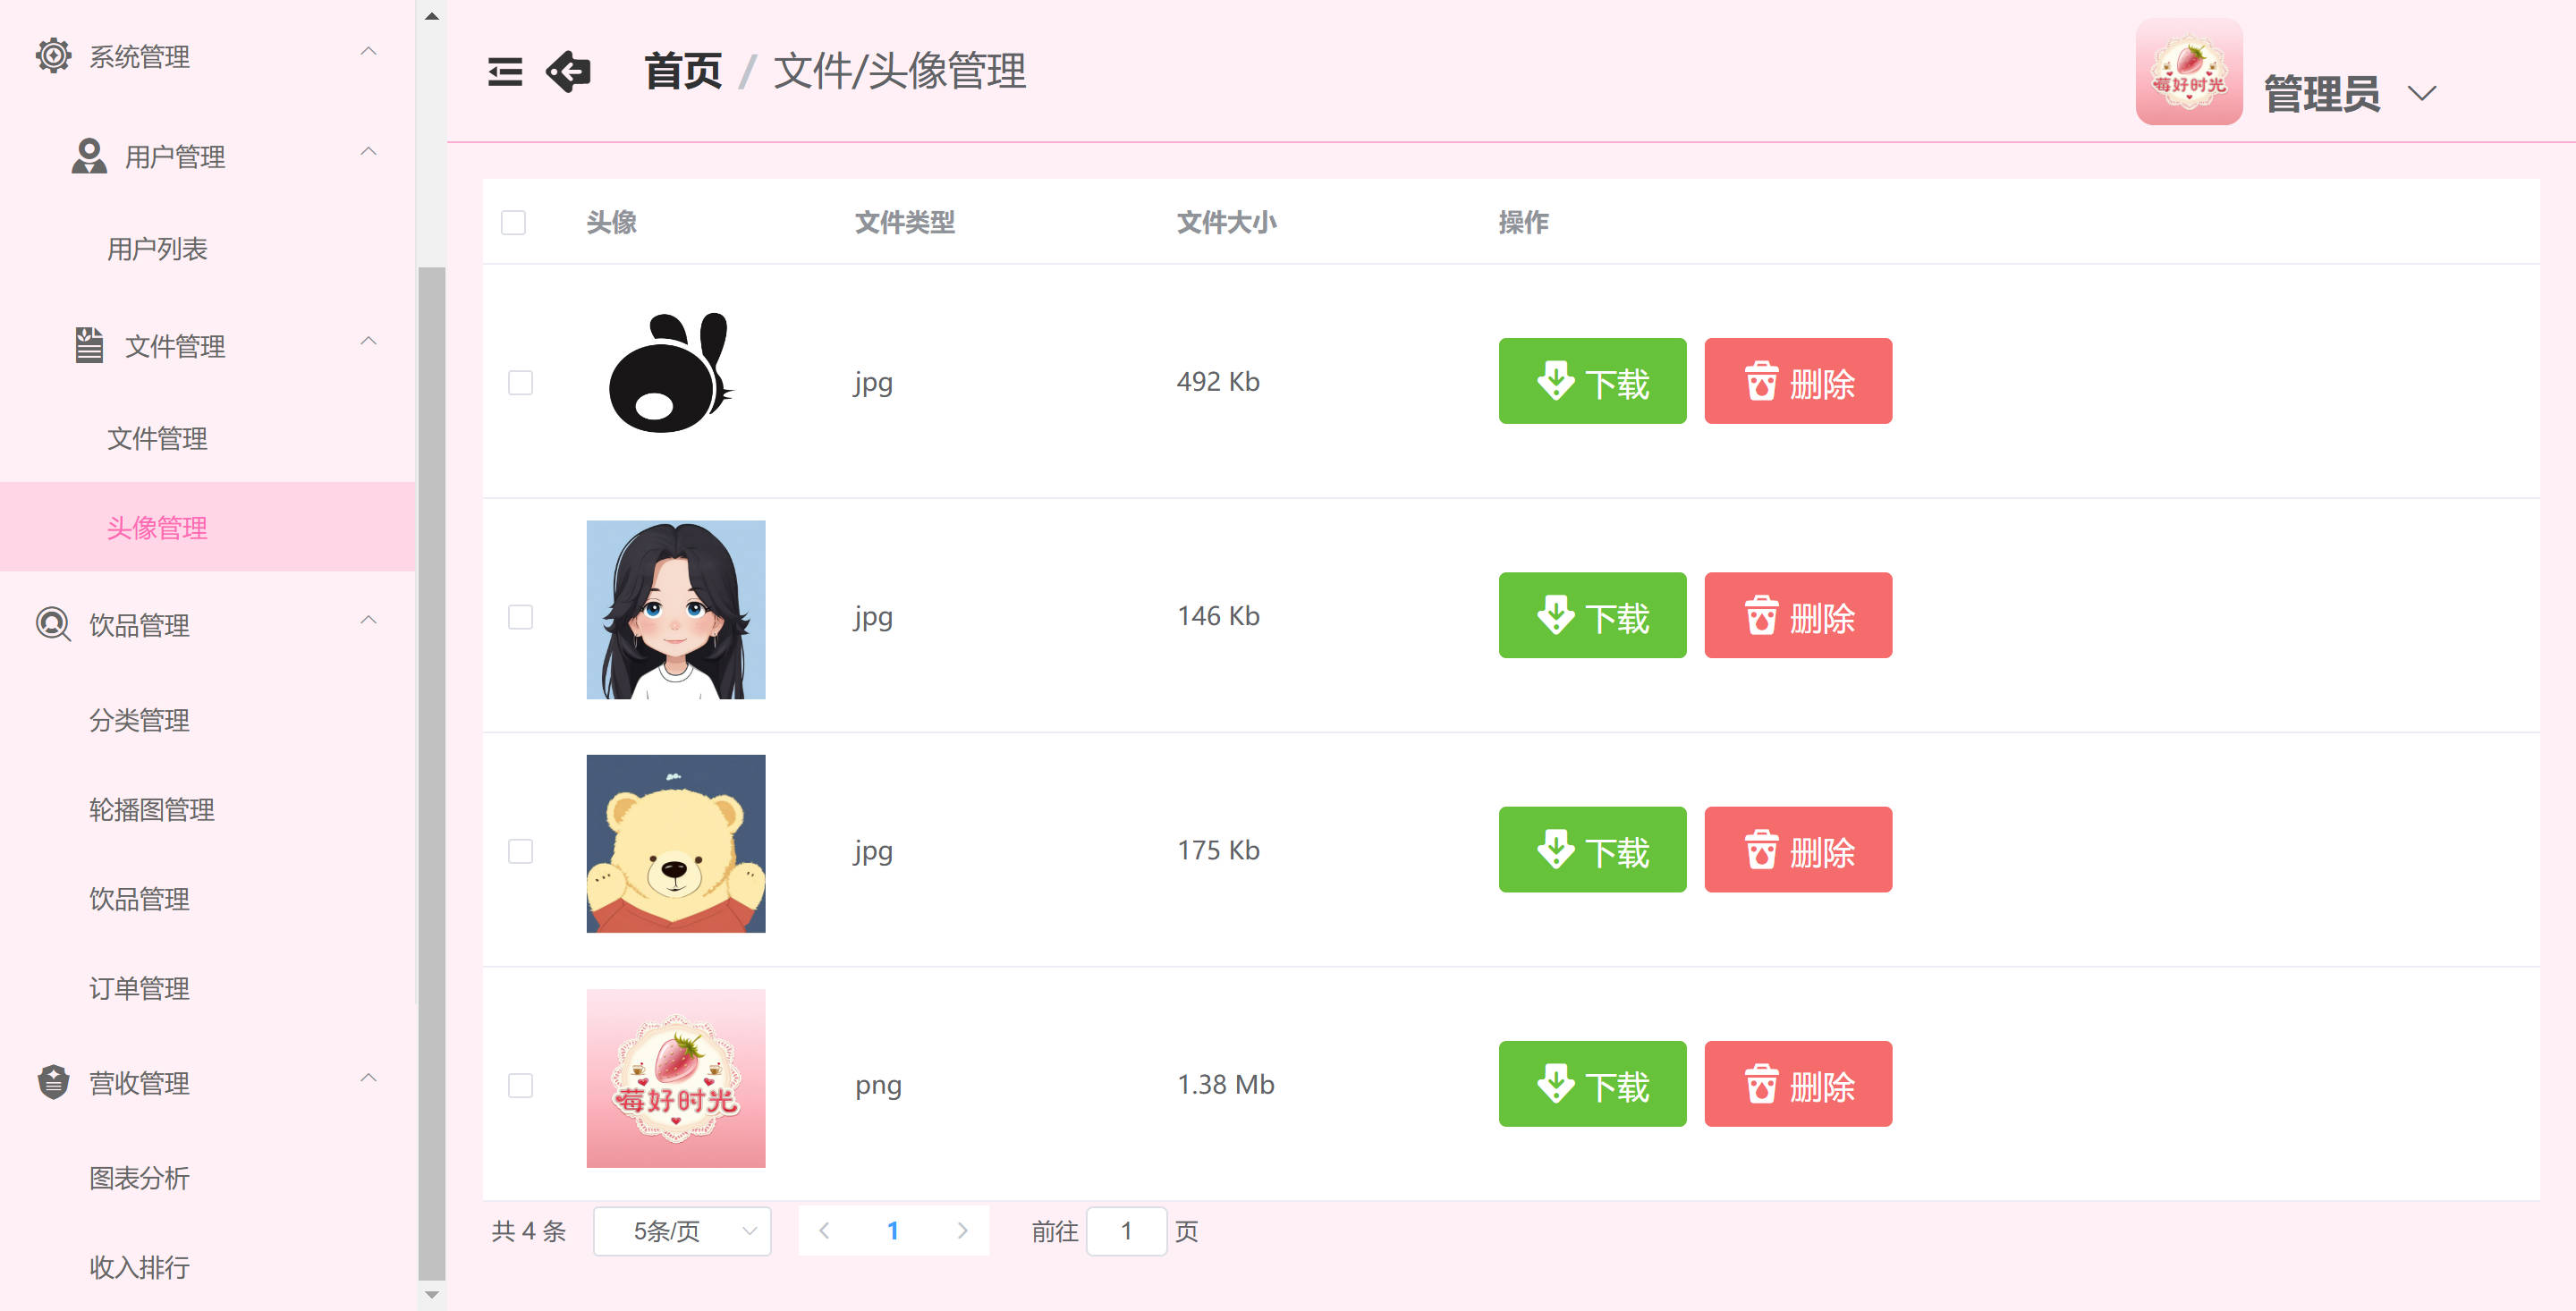 系统管理
用户管理
用户列表
文件管理
文件管理
头像管理
饮品管理
分类管理
轮播图管理
饮品管理
订单管理
营收管理
图表分析
收入排行
首页 / 文件/头像管理
莓好时光
管理员
头像 文件类型 文件大小 操作
jpg 492 Kb 下载 删除
jpg 146 Kb 下载 删除
jpg 175 Kb 下载 删除
莓好时光
png 1.38 Mb 下载 删除
共 4 条 5条/页 1 前往 1 页